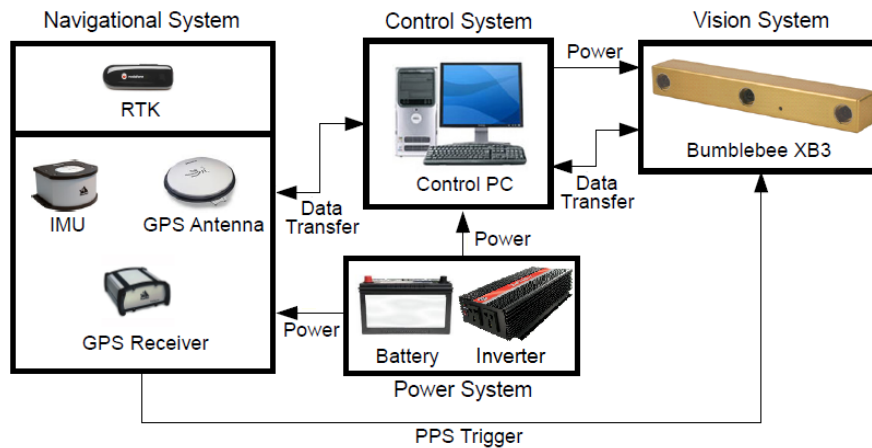 Navigational System
Control System
Vision System
RTK
IMU
GPS Antenna
GPS Receiver
Data
Transfer
Control PC
Power
Data
Transfer
Bumblebee XB3
Power
Power
Battery
Inverter
Power System
PPS Trigger